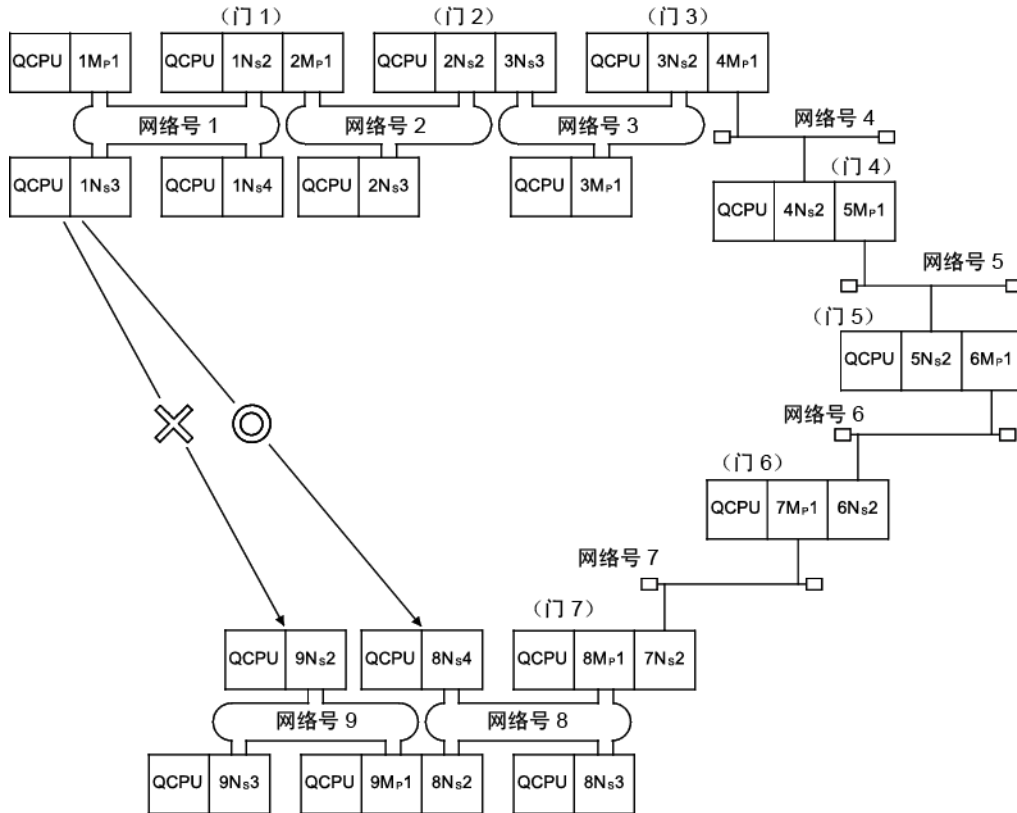 （门 1） （门 2） （门 3）
QCPU 1MP1 QCPU 1NS2 2MP1 QCPU 2NS2 3NS3 QCPU 3NS2 4MP1
网络号 1 网络号 2 网络号 3 网络号 4
QCPU 1NS3 QCPU 1NS4 QCPU 2NS3 QCPU 3MP1
（门 4）
QCPU 4NS2 5MP1
网络号 5
（门 5）
QCPU 5NS2 6MP1
网络号 6
（门 6）
QCPU 7MP1 6NS2
网络号 7
（门 7）
QCPU 9NS2 QCPU 8NS4 QCPU 8MP1 7NS2
网络号 9 网络号 8
QCPU 9NS3 QCPU 9MP1 8NS2 QCPU 8NS3